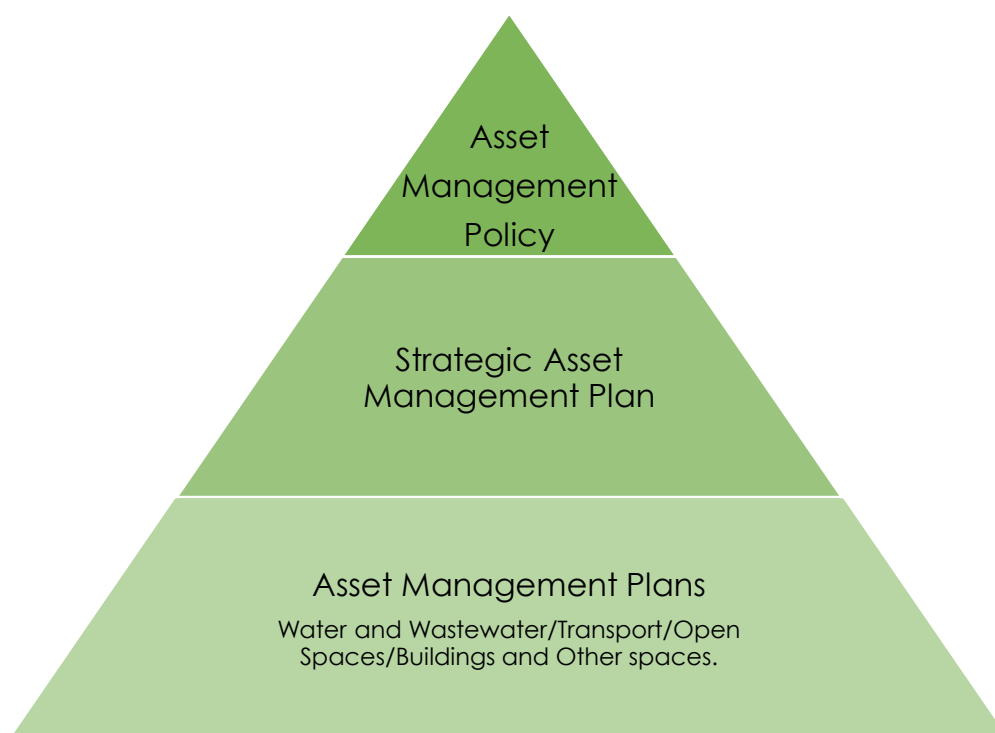 Asset
Management
Policy
Strategic Asset
Management Plan
Asset Management Plans
Water and Wastewater/Transport/Open
Spaces/Buildings and Other spaces.